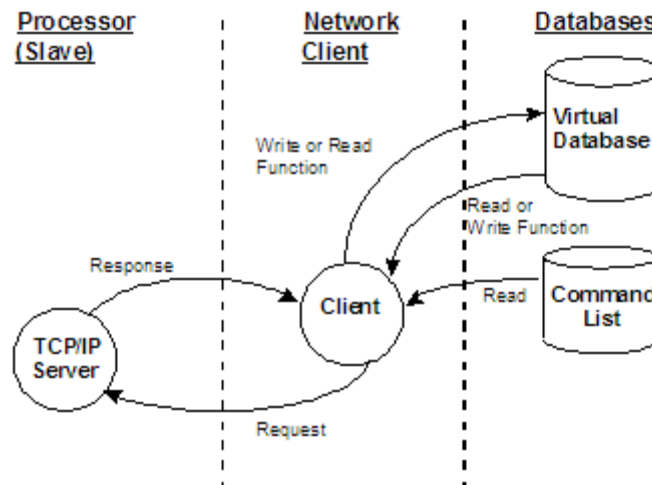 Processor
(Slave)
Network
Client
Databases
Virtual
Database
Write or Read
Function
Read or
Write Function
Response
Client
Read
Command
List
TCP/IP
Server
Request